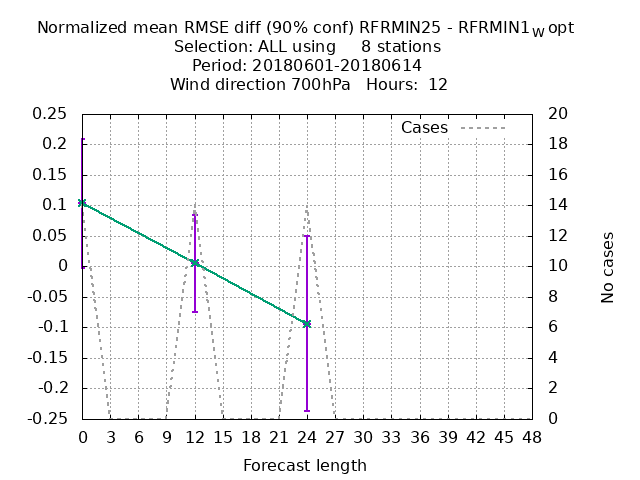 Normalized mean RMSE diff (90% conf) RFRMIN25 - RFRMIN1wopt
Selection: ALL using 8 stations
Period: 20180601-20180614
Wind direction 700hPa Hours: 12
Cases
0.25
0.2
0.15
0.1
0.05
0
-0.05
-0.1
-0.15
-0.2
-0.25
20
18
16
14
12
10
8
6
4
2
0
No cases
0 3 6 9 12 15 18 21 24 27 30 33 36 39 42 45 48
Forecast length